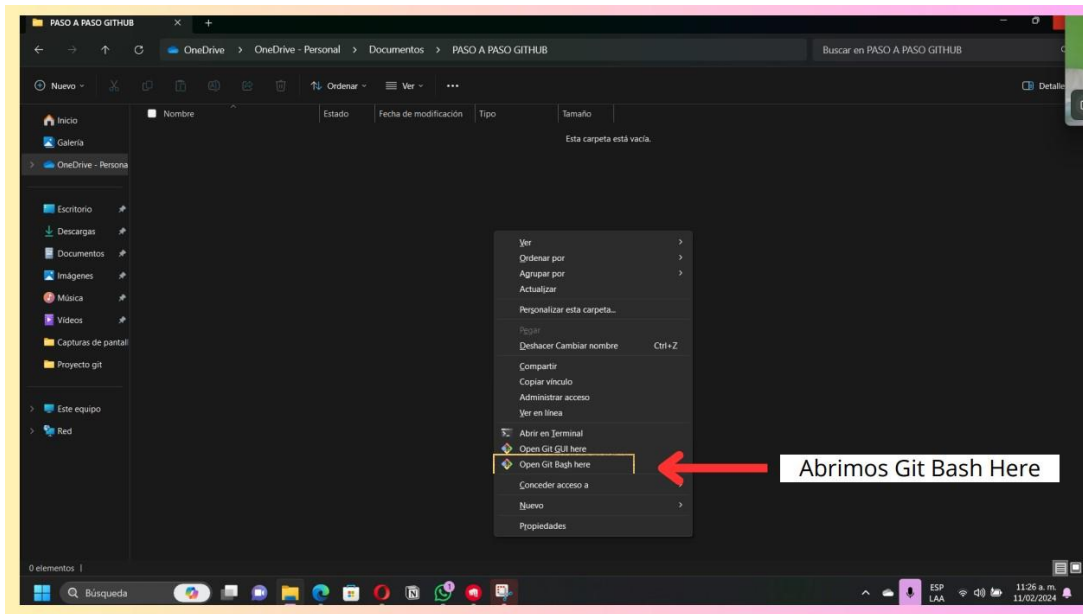 PASO A PASO GITHUB
OneDrive > OneDrive - Personal > Documentos > PASO A PASO GITHUB
Buscar en PASO A PASO GITHUB
Nuevo
Ordenar
Ver
Detalle
Nombre
Estado
Fecha de modificación
Tipo
Tamaño
Esta carpeta está vacía.
Inicio
Galería
OneDrive - Persona
Escritorio
Descargas
Documentos
Imágenes
Música
Vídeos
Capturas de pantall
Proyecto git
Este equipo
Red
Ver
Ordenar por
Agrupar por
Actualizar
Personalizar esta carpeta...
Pegar
Deshacer Cambiar nombre Ctrl+Z
Compartir
Copiar vínculo
Administrar acceso
Ver en línea
Abrir en Terminal
Open Git GUI here
Open Git Bash here
Conceder acceso a
Nuevo
Propiedades
Abrimos Git Bash Here
0 elementos
Búsqueda
ESP
LAA
11:26 a. m.
11/02/2024